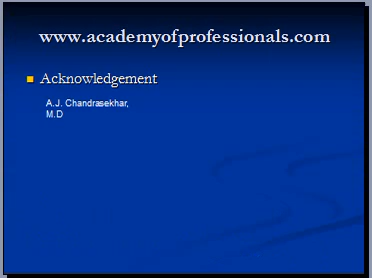 www.academyofprofessionals.com
Acknowledgement
A.J. Chandrasekhar,
M.D